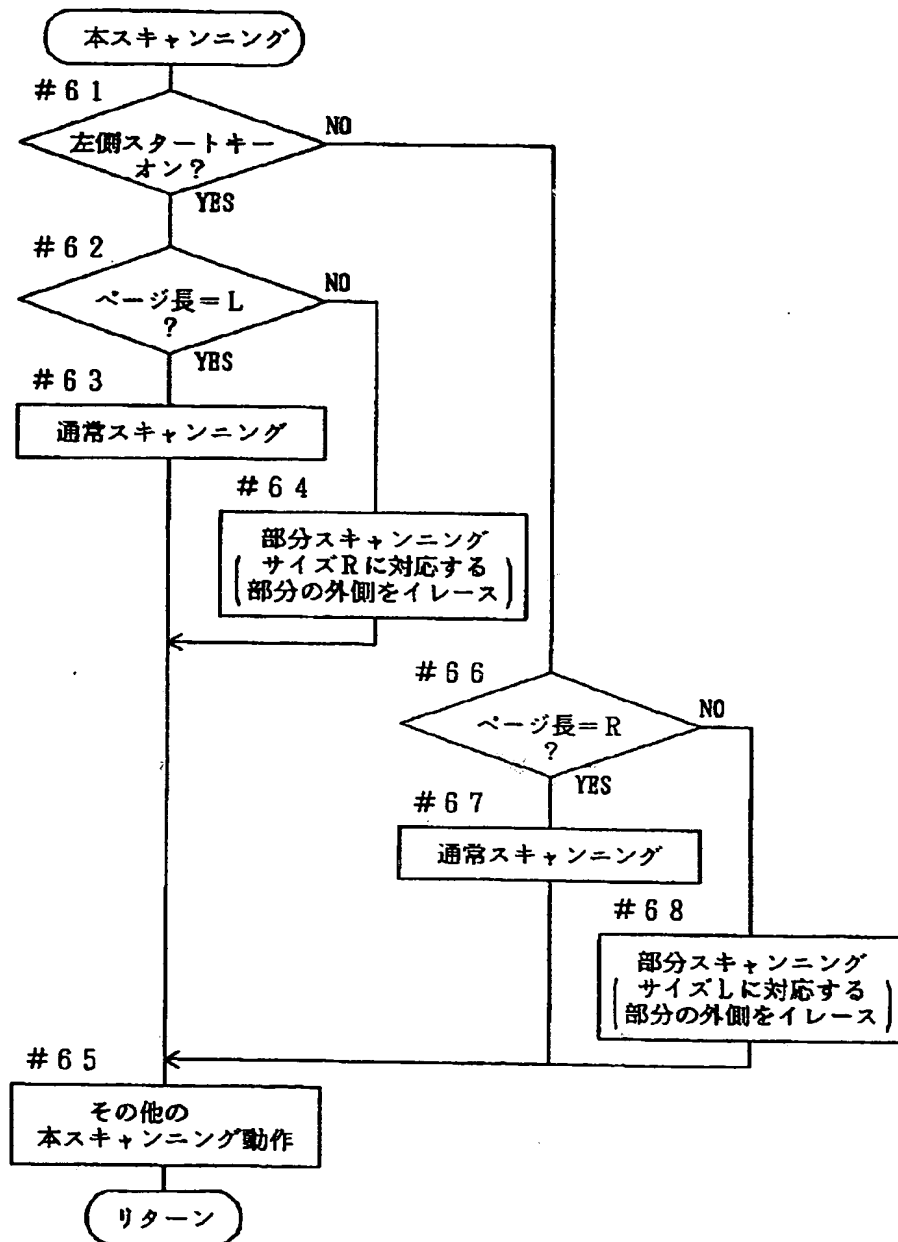 本スキャンニング
#61
左側スタートキー
オン?
NO
YES
#62
ページ長=L
?
NO
YES
#63
通常スキャンニング
#64
部分スキャンニング
(サイズRに対応する
部分の外側をイレース)
#66
ページ長=R
?
NO
YES
#67
通常スキャンニング
#68
部分スキャンニング
(サイズLに対応する
部分の外側をイレース)
#65
その他の
本スキャンニング動作
リターン